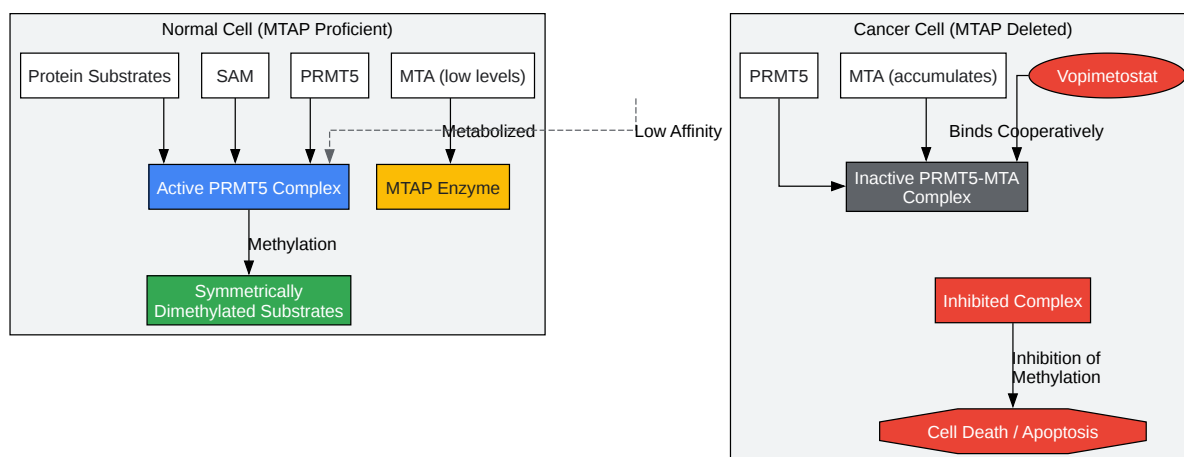 Normal Cell (MTAP Proficient)
Protein Substrates
SAM
PRMT5
MTA (low levels)
Metabolized
Low Affinity
Active PRMT5 Complex
MTAP Enzyme
Methylation
Symmetrically
Dimethylated Substrates
Cancer Cell (MTAP Deleted)
PRMT5
MTA (accumulates)
Vopimetostat
Binds Cooperatively
Inactive PRMT5-MTA
Complex
Inhibited Complex
Inhibition of
Methylation
Cell Death / Apoptosis